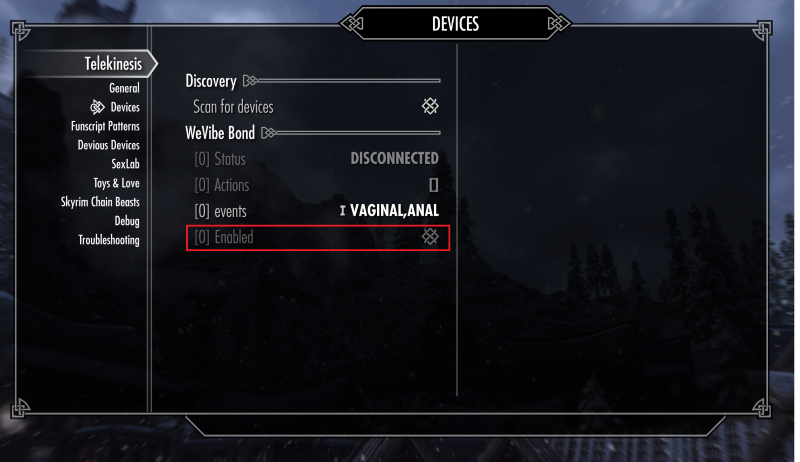 DEVICES
Telekinesis
General
Devices
Funscript Patterns
Devious Devices
SexLab
Toys & Love
Skyrim Chain Beasts
Debug
Troubleshooting
Discovery
Scan for devices
WeVibe Bond
[0] Status DISCONNECTED
[0] Actions []
[0] events I VAGINAL,ANAL
[0] Enabled